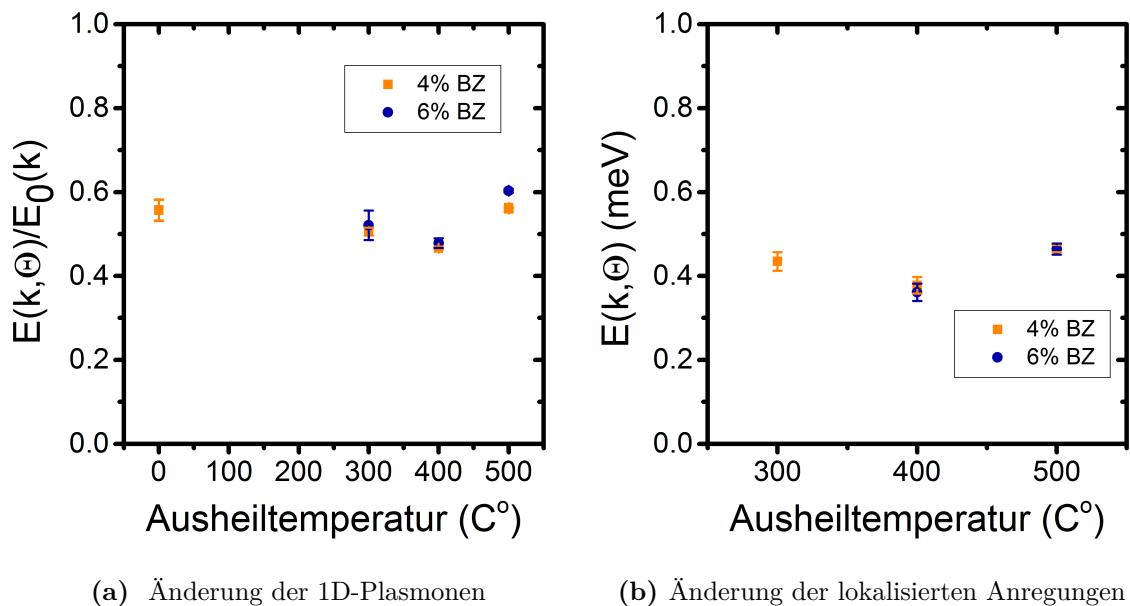 1.0
0.8
0.6
0.4
0.2
0.0
E(k,Θ)/E₀(k)
4% BZ
6% BZ
0 100 200 300 400 500
Ausheiltemperatur (Cᵒ)
(a) Änderung der 1D-Plasmonen
1.0
0.8
0.6
0.4
0.2
0.0
E(k,Θ) (meV)
4% BZ
6% BZ
300 400 500
Ausheiltemperatur (Cᵒ)
(b) Änderung der lokalisierten Anregungen